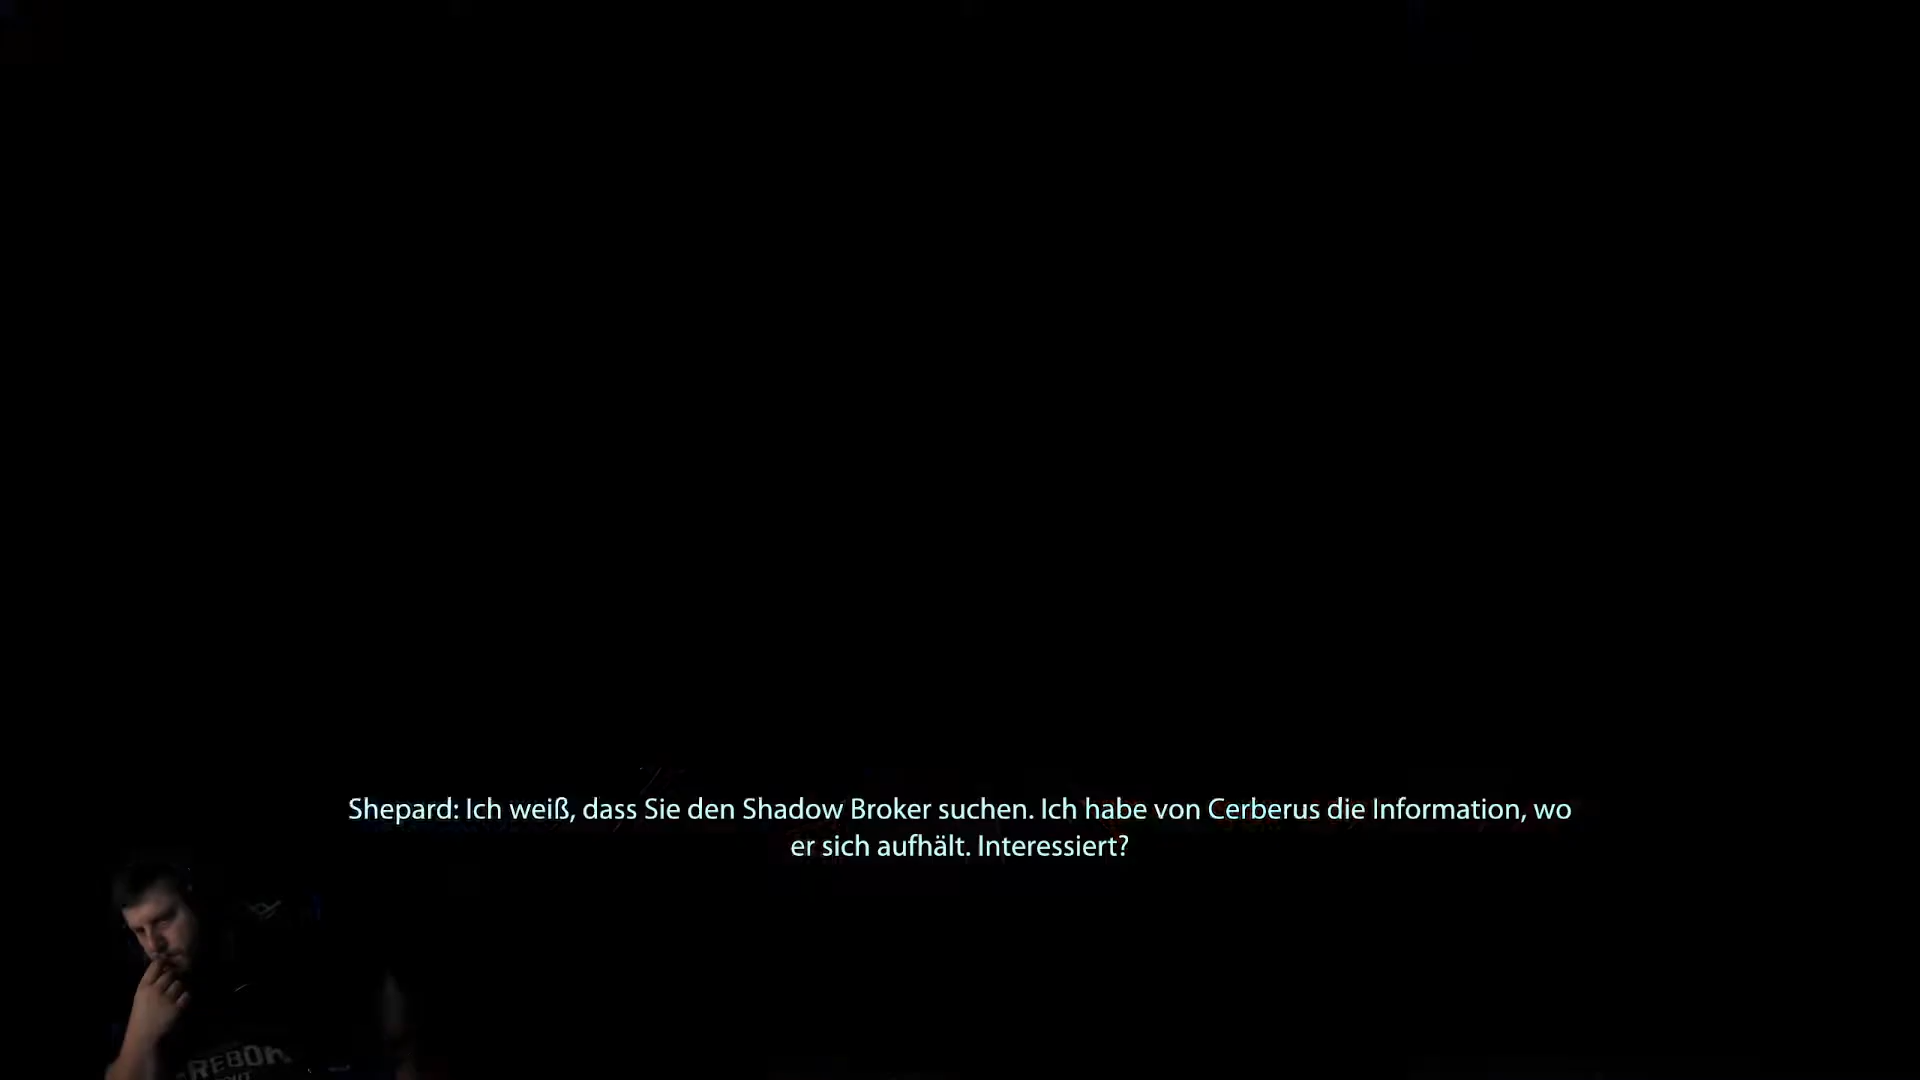 Shepard: Ich weiß, dass Sie den Shadow Broker suchen. Ich habe von Cerberus die Information, wo
er sich aufhält. Interessiert?